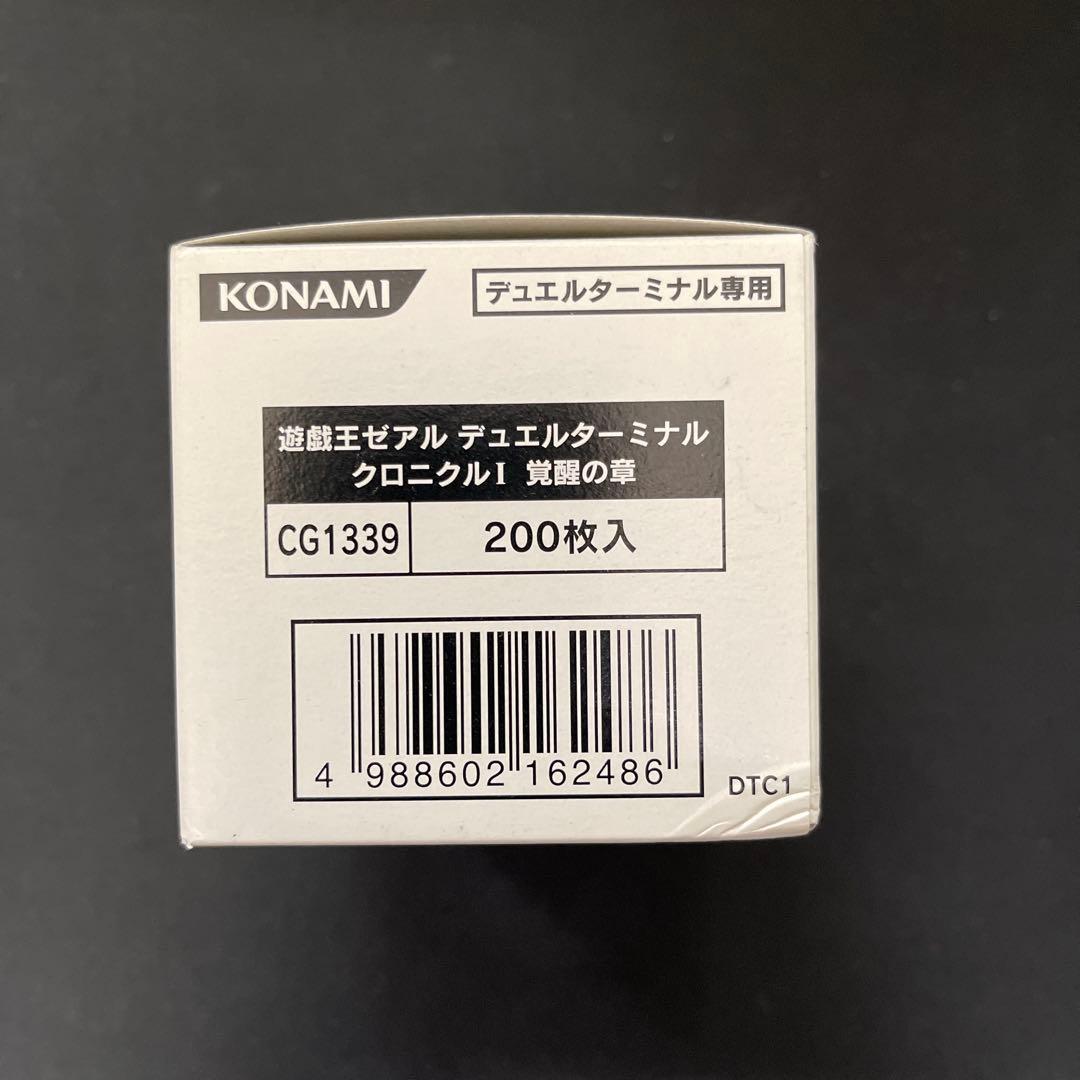 KONAMI
デュエルターミナル専用
遊戯王ゼアル デュエルターミナル
クロニクルI 覚醒の章
CG1339
200枚入
4 988602 162486
DTC1